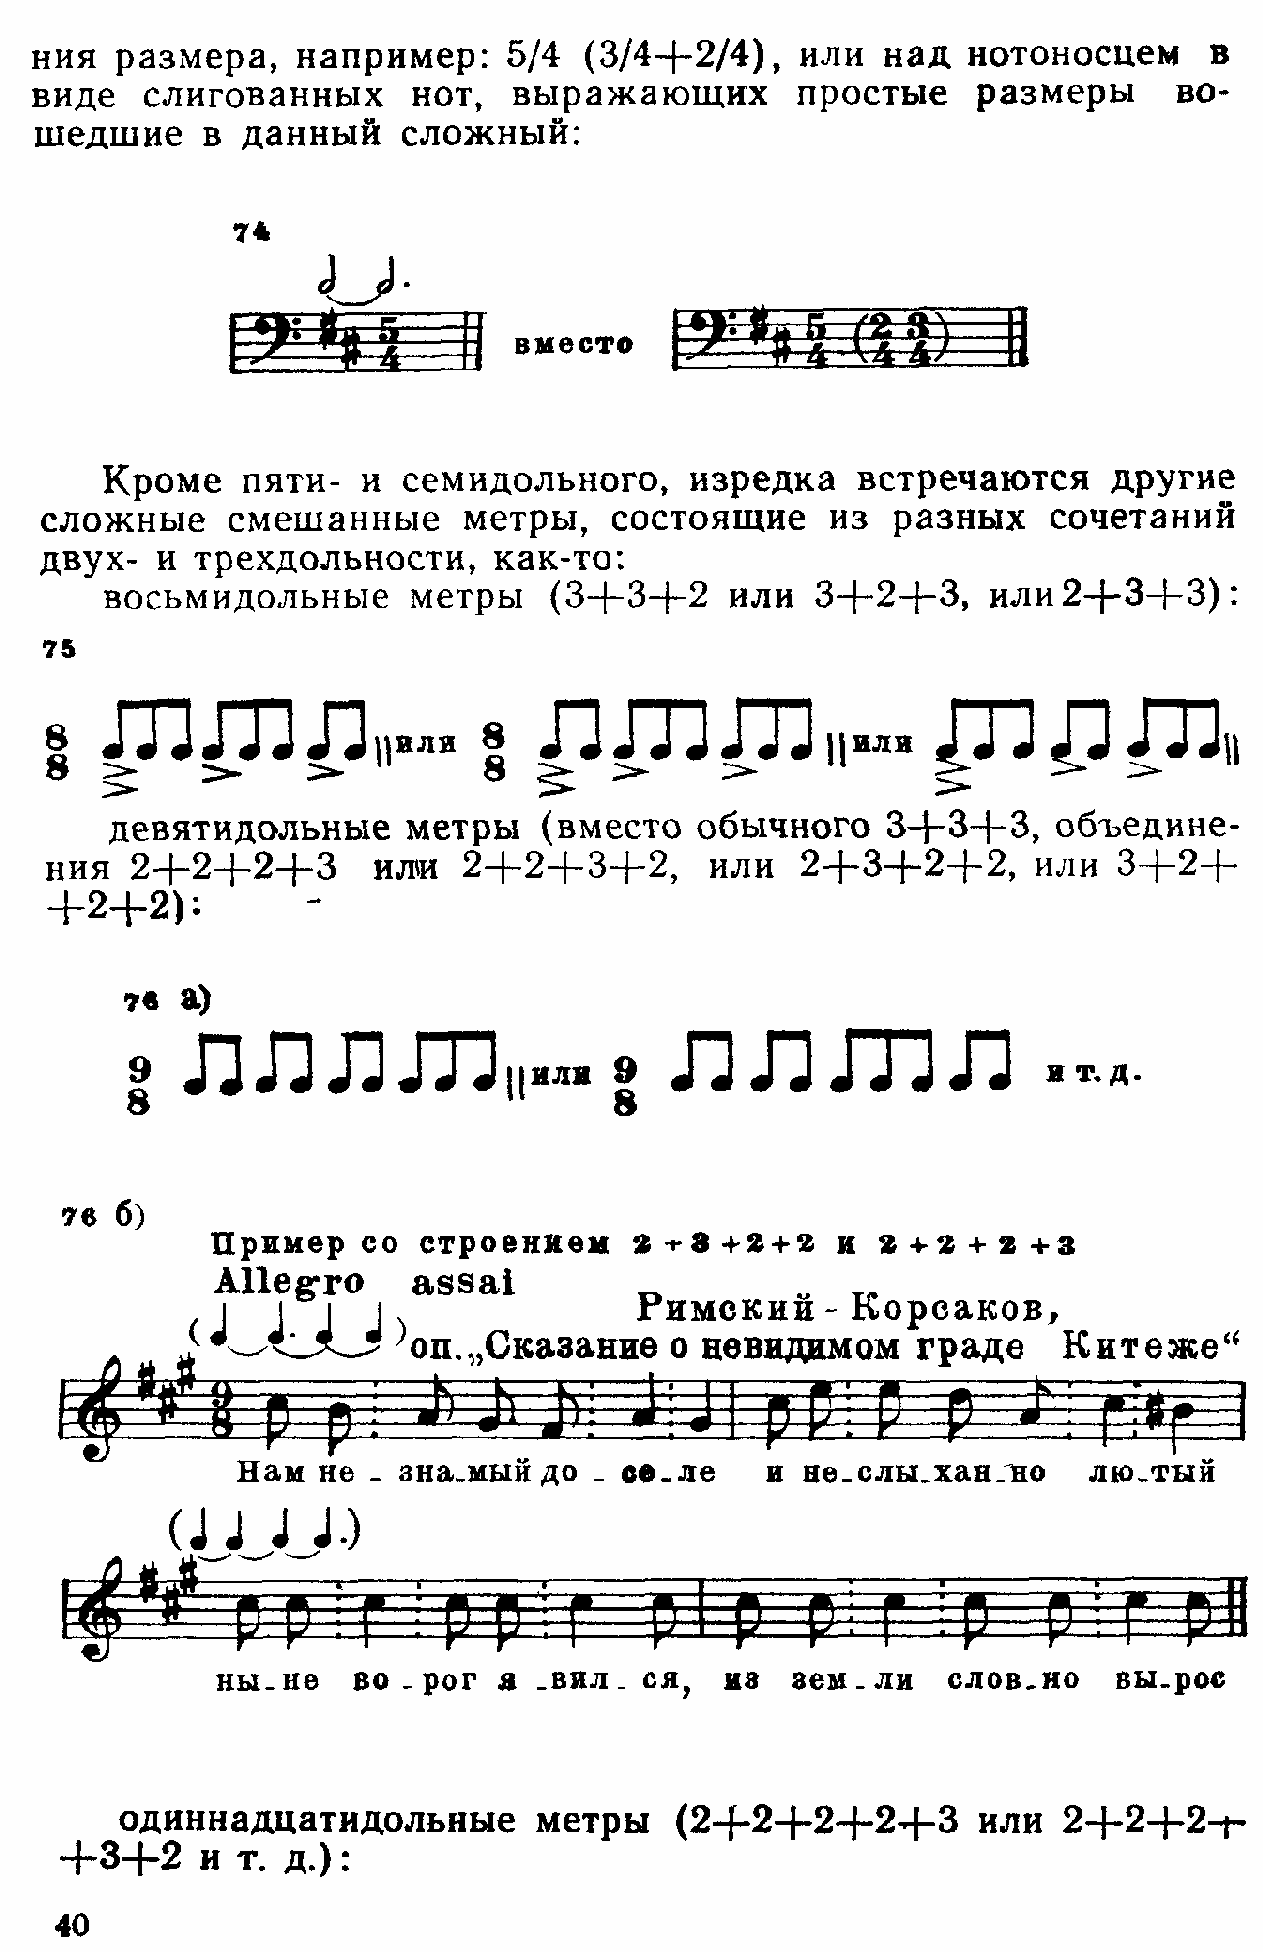 ния размера, например: 5/4 (3/4+2/4), или над нотоносцем в
виде слигованных нот, выражающих простые размеры во-
шедшие в данный сложный:
74
5 4 вместо 5 4 (2 4 3 4)
Кроме пяти- и семидольного, изредка встречаются другие
сложные смешанные метры, состоящие из разных сочетаний
двух- и трехдольности, как-то:
восьмидольные метры (3+3+2 или 3+2+3, или 2+3+3):
75
8 8 или 8 8 или
девятидольные метры (вместо обычного 3+3+3, объедине-
ния 2+2+2+3 или 2+2+3+2, или 2+3+2+2, или 3+2+
+2+2):
76 а)
9 8 или 9 8 и т. д.
76 б)
Пример со строением 2+3+2+2 и 2+2+2+3
Allegro assai
Римский-Корсаков,
оп. „Сказание о невидимом граде Китеже“
9 8
Нам не - зна-мый до - се-ле и не-слы-хан-но лю-тый
ны-не во-рог я -вил-ся, из зем-ли слов-но вы-рос
одиннадцатидольные метры (2+2+2+2+3 или 2+2+2+
+3+2 и т. д.):
40